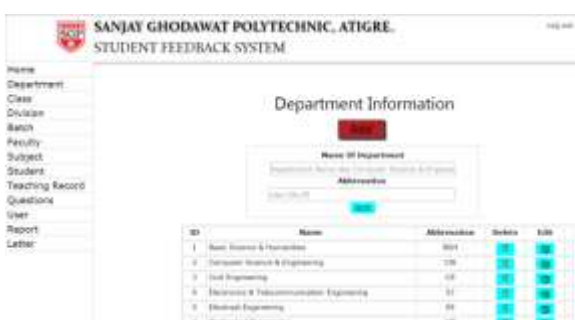 SANJAY GHODAWAT POLYTECHNIC, ATIGRE.
STUDENT FEEDBACK SYSTEM
Home
Department
Class
Division
Batch
Faculty
Subject
Student
Teaching Record
Questions
User
Report
Letter
Department Information
Name Of Department
Abbreviation
ID Name Abbreviation Delete Edit
1 Basic Science & Humanities
2 Computer Science & Engineering
3 Civil Engineering
4 Electronics & Telecommunication Engineering
5 Electrical Engineering